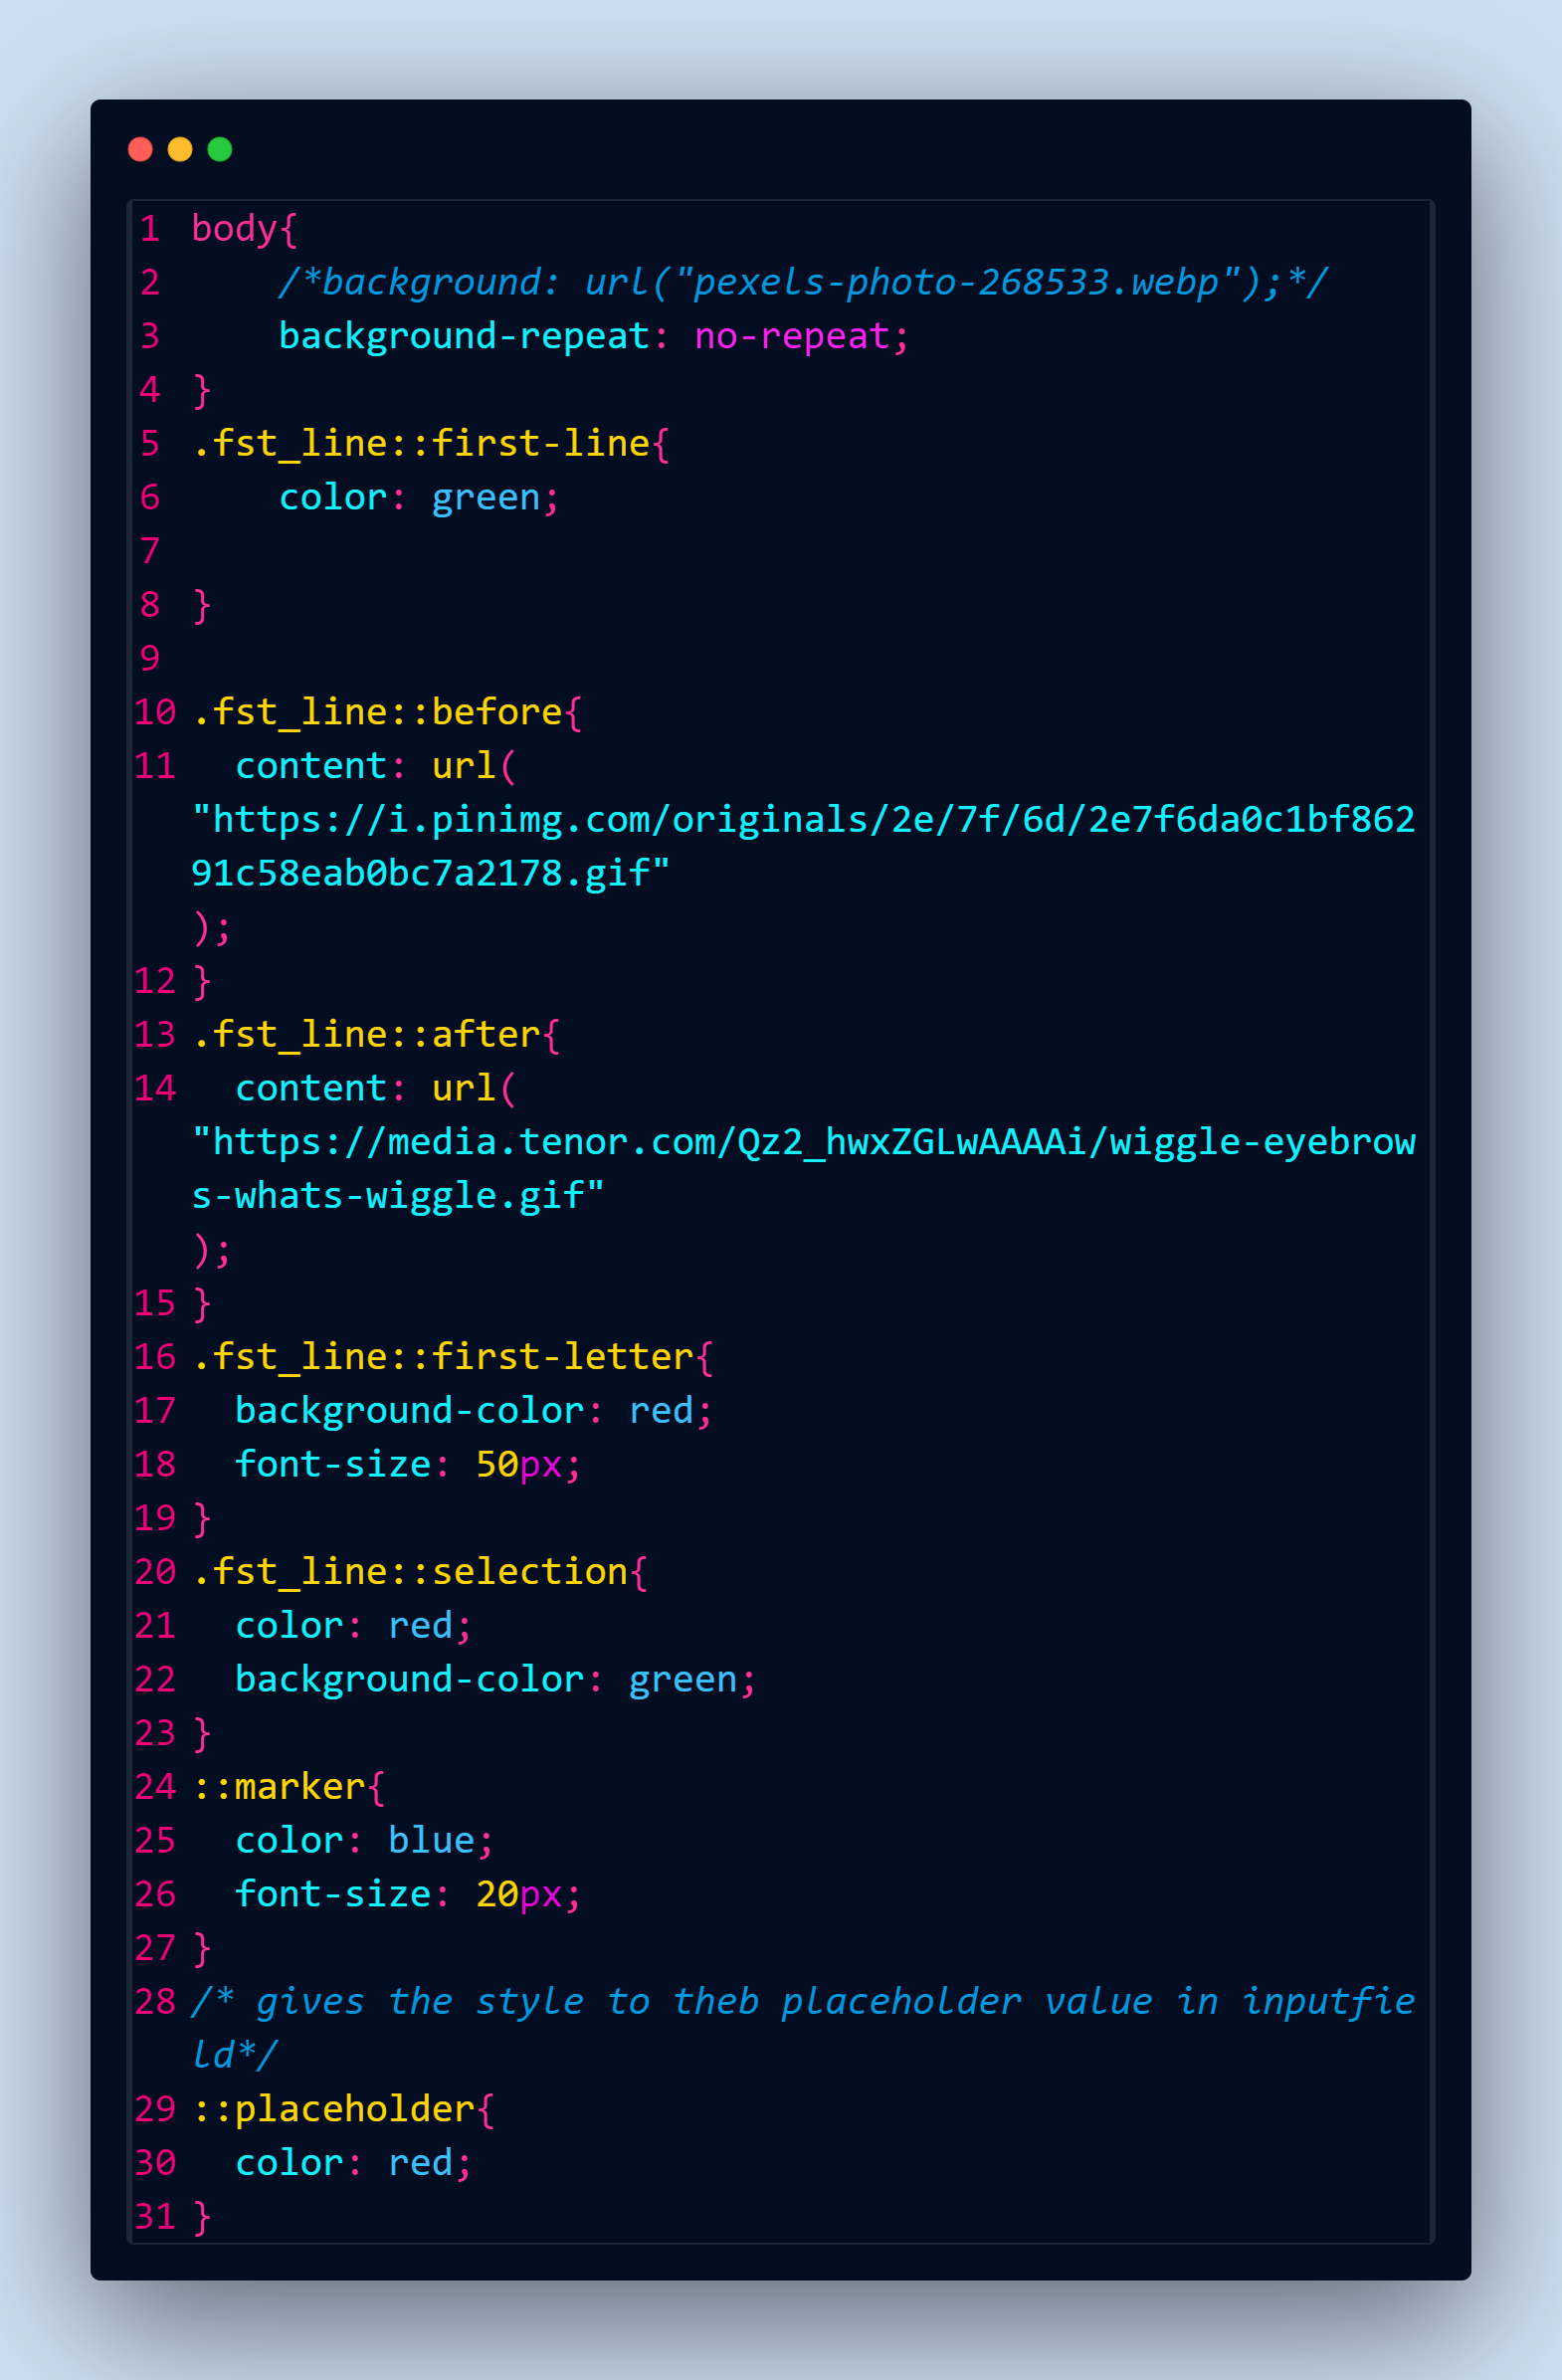 1 body{
2     /*background: url("pexels-photo-268533.webp");*/
3     background-repeat: no-repeat;
4 }
5 .fst_line::first-line{
6     color: green;
7
8 }
9
10 .fst_line::before{
11   content: url(
"https://i.pinimg.com/originals/2e/7f/6d/2e7f6da0c1bf862
91c58eab0bc7a2178.gif"
);
12 }
13 .fst_line::after{
14   content: url(
"https://media.tenor.com/Qz2_hwxZGLwAAAAi/wiggle-eyebrow
s-whats-wiggle.gif"
);
15 }
16 .fst_line::first-letter{
17   background-color: red;
18   font-size: 50px;
19 }
20 .fst_line::selection{
21   color: red;
22   background-color: green;
23 }
24 ::marker{
25   color: blue;
26   font-size: 20px;
27 }
28 /* gives the style to theb placeholder value in inputfie
ld*/
29 ::placeholder{
30   color: red;
31 }